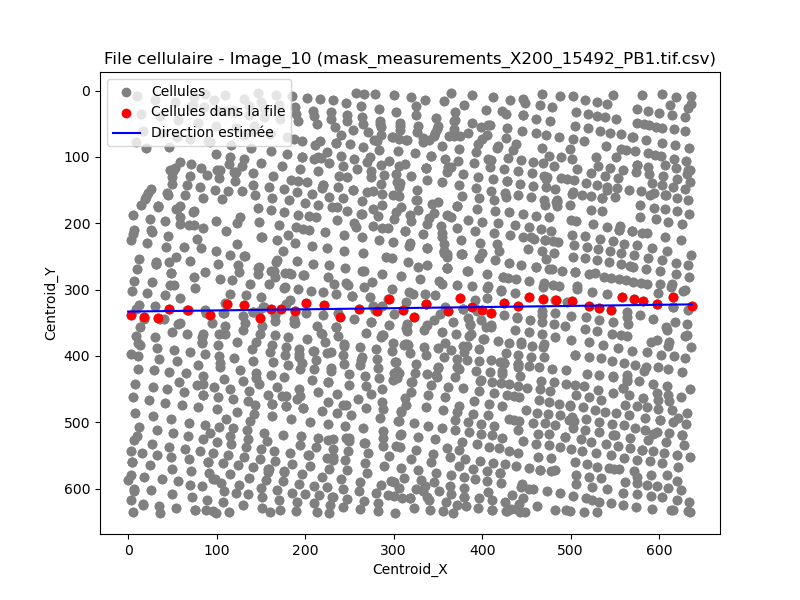 File cellulaire - Image_10 (mask_measurements_X200_15492_PB1.tif.csv)
Cellules
Cellules dans la file
Direction estimée
0
100
200
300
400
500
600
Centroid_Y
0 100 200 300 400 500 600
Centroid_X